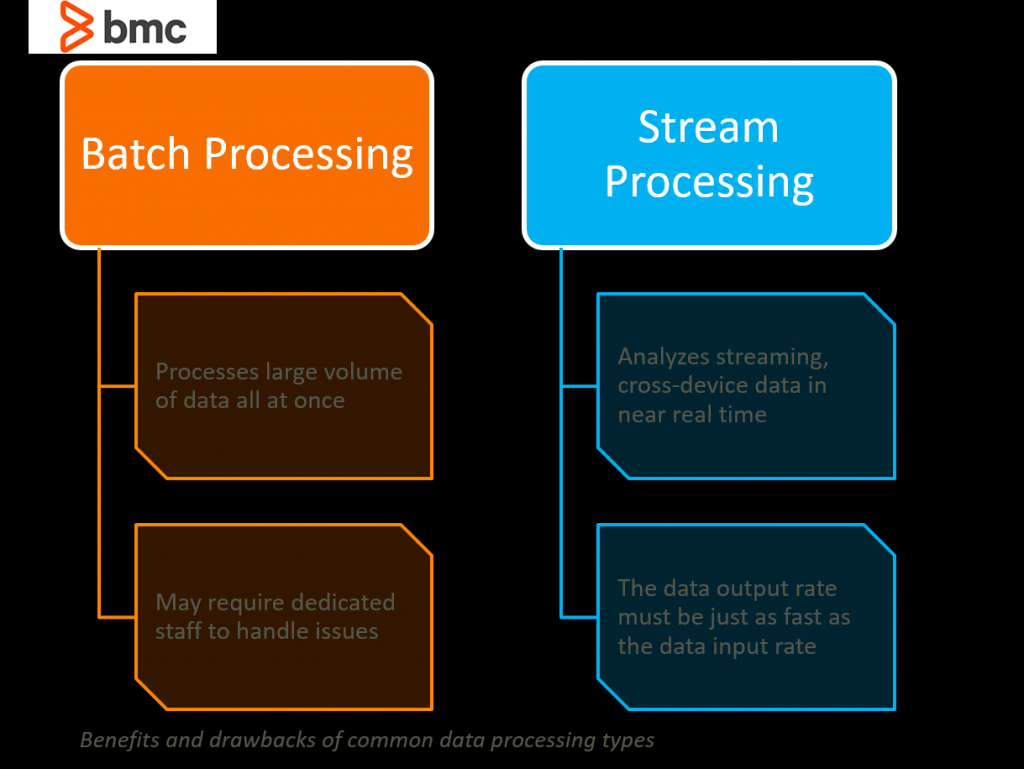 bmc
Batch Processing
Processes large volume
of data all at once
May require dedicated
staff to handle issues
Stream
Processing
Analyzes streaming,
cross-device data in
near real time
The data output rate
must be just as fast as
the data input rate
Benefits and drawbacks of common data processing types